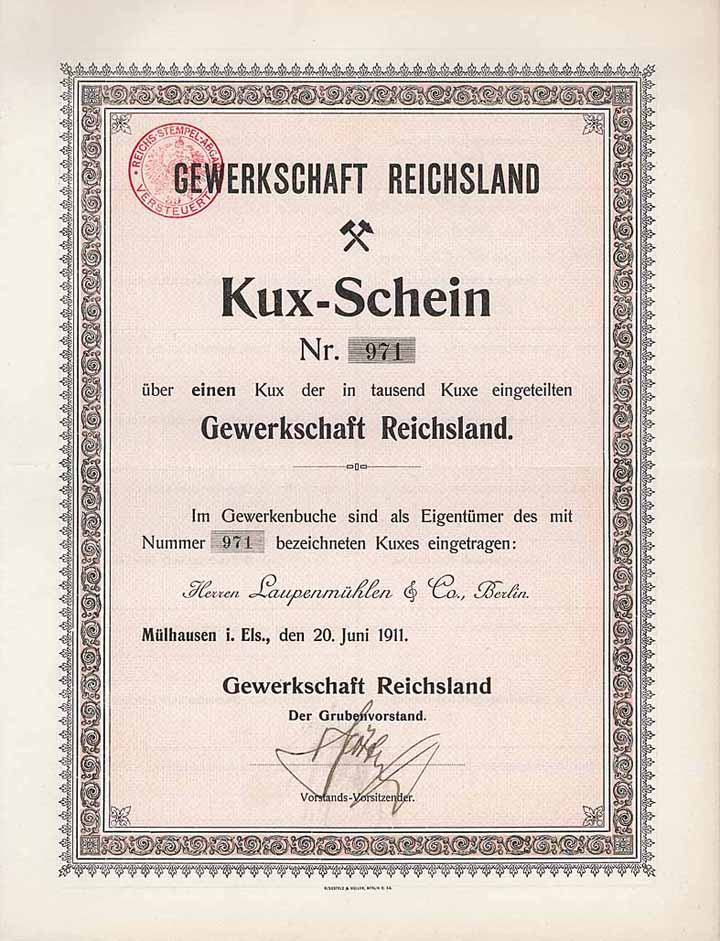 REICHS-STEMPEL-ABGABE
VERSTEUERT
GEWERKSCHAFT REICHSLAND
Kux-Schein
Nr. 971
über einen Kux der in tausend Kuxe eingeteilten
Gewerkschaft Reichsland.
Im Gewerkenbuche sind als Eigentümer des mit
Nummer 971 bezeichneten Kuxes eingetragen:
Herren Laupenmühlen & Co., Berlin.
Mülhausen i. Els., den 20. Juni 1911.
Gewerkschaft Reichsland
Der Grubenvorstand.
Vorstands-Vorsitzender.